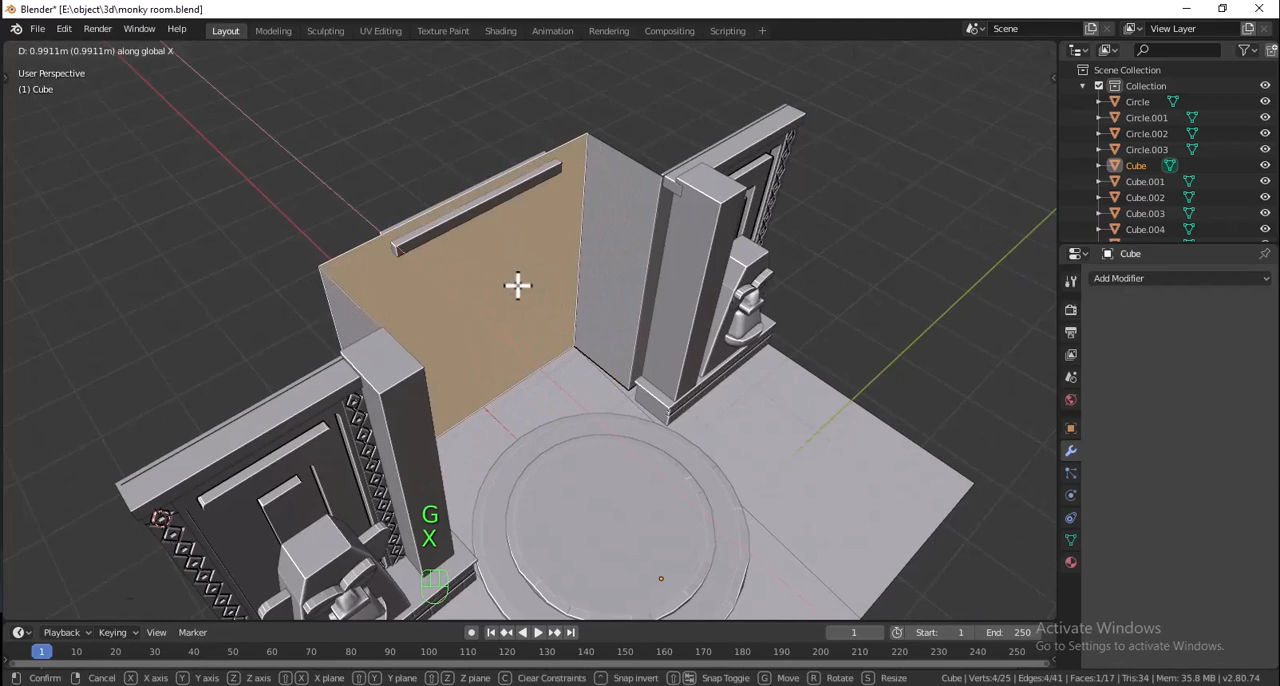 Blender* [E:\object\3d\monky room.blend]
File Edit Render Window Help Layout Modeling Sculpting UV Editing Texture Paint Shading Animation Rendering Compositing Scripting + Scene View Layer
D: 0.9911m (0.9911m) along global X
User Perspective
(1) Cube
Scene Collection
Collection
Circle
Circle.001
Circle.002
Circle.003
Cube
Cube.001
Cube.002
Cube.003
Cube.004
Cube
Add Modifier
G
X
Playback Keying View Marker 1 Start: 1 End: 250
1 10 20 30 40 50 60 70 80 90 100 110 120 130 140 150 160 170 180 190 200 210 220 230 240 250
Activate Windows
Go to Settings to activate Windows.
Confirm Cancel X X axis Y Y axis Z Z axis X X plane Y Y plane Z Z plane C Clear Constraints Snap invert Snap Toggle G Move R Rotate S Resize Cube | Verts:4/25 | Edges:4/41 | Faces:1/17 | Tris:34 | Mem: 35.8 MB | v2.80.74